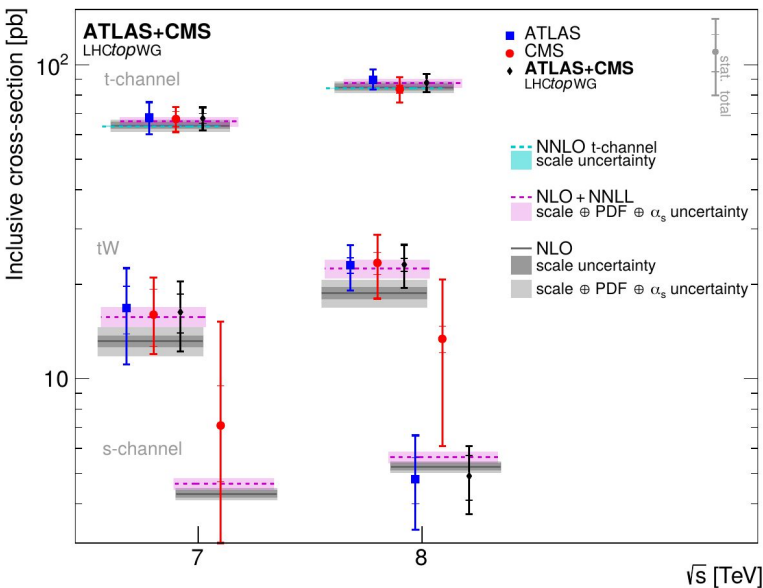 Inclusive cross-section [pb]
ATLAS+CMS
LHCtopWG
ATLAS
CMS
ATLAS+CMS
LHCtopWG
stat. total
10²
t-channel
NNLO t-channel
scale uncertainty
NLO + NNLL
scale ⊕ PDF ⊕ αs uncertainty
tW
NLO
scale uncertainty
scale ⊕ PDF ⊕ αs uncertainty
10
s-channel
7
8
√s [TeV]